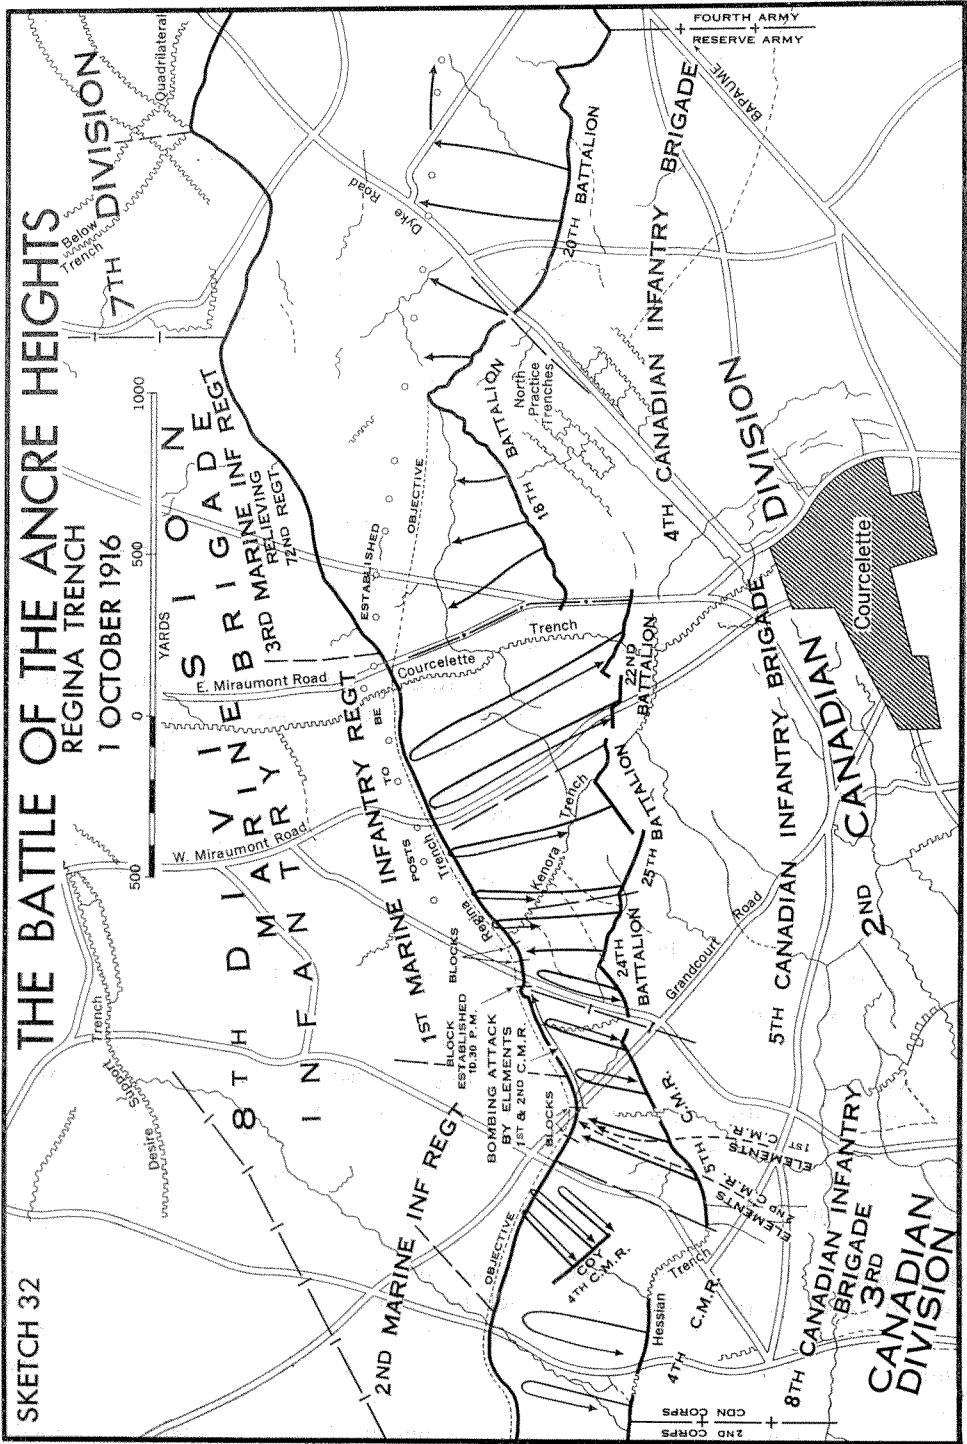 SKETCH 32
THE BATTLE OF THE ANCRE HEIGHTS
REGINA TRENCH
1 OCTOBER 1916
500 0 500 1000
YARDS
Support Trench
Desire
Below Trench
Quadrilateral
7TH DIVISION
8TH DIVISION
MARINE BRIGADE
INFANTRY
W. Miraumont Road
E. Miraumont Road
3RD MARINE INF REGT
RELIEVING
72ND REGT
2ND MARINE INF REGT
1ST MARINE INFANTRY REGT
POSTS TO BE ESTABLISHED
OBJECTIVE
OBJECTIVE
Dyke Road
Regina Trench
Courcelette Trench
Kenora Trench
BLOCKS
BLOCK
ESTABLISHED
10.30 P.M.
BOMBING ATTACK
BY ELEMENTS
1ST & 2ND C.M.R.
BLOCKS
COY
4TH C.M.R.
Hessian Trench
4TH C.M.R.
5TH C.M.R.
ELEMENTS
2ND C.M.R.
ELEMENTS
1ST C.M.R.
24TH
BATTALION
25TH BATTALION
22ND
BATTALION
18TH BATTALION
20TH BATTALION
North
Practice
Trenches
Grandcourt Road
Courcelette
BAPAUME
FOURTH ARMY
RESERVE ARMY
2ND CORPS
CDN CORPS
8TH CANADIAN INFANTRY
BRIGADE
5TH CANADIAN INFANTRY BRIGADE
4TH CANADIAN INFANTRY BRIGADE
3RD
CANADIAN
DIVISION
2ND CANADIAN DIVISION